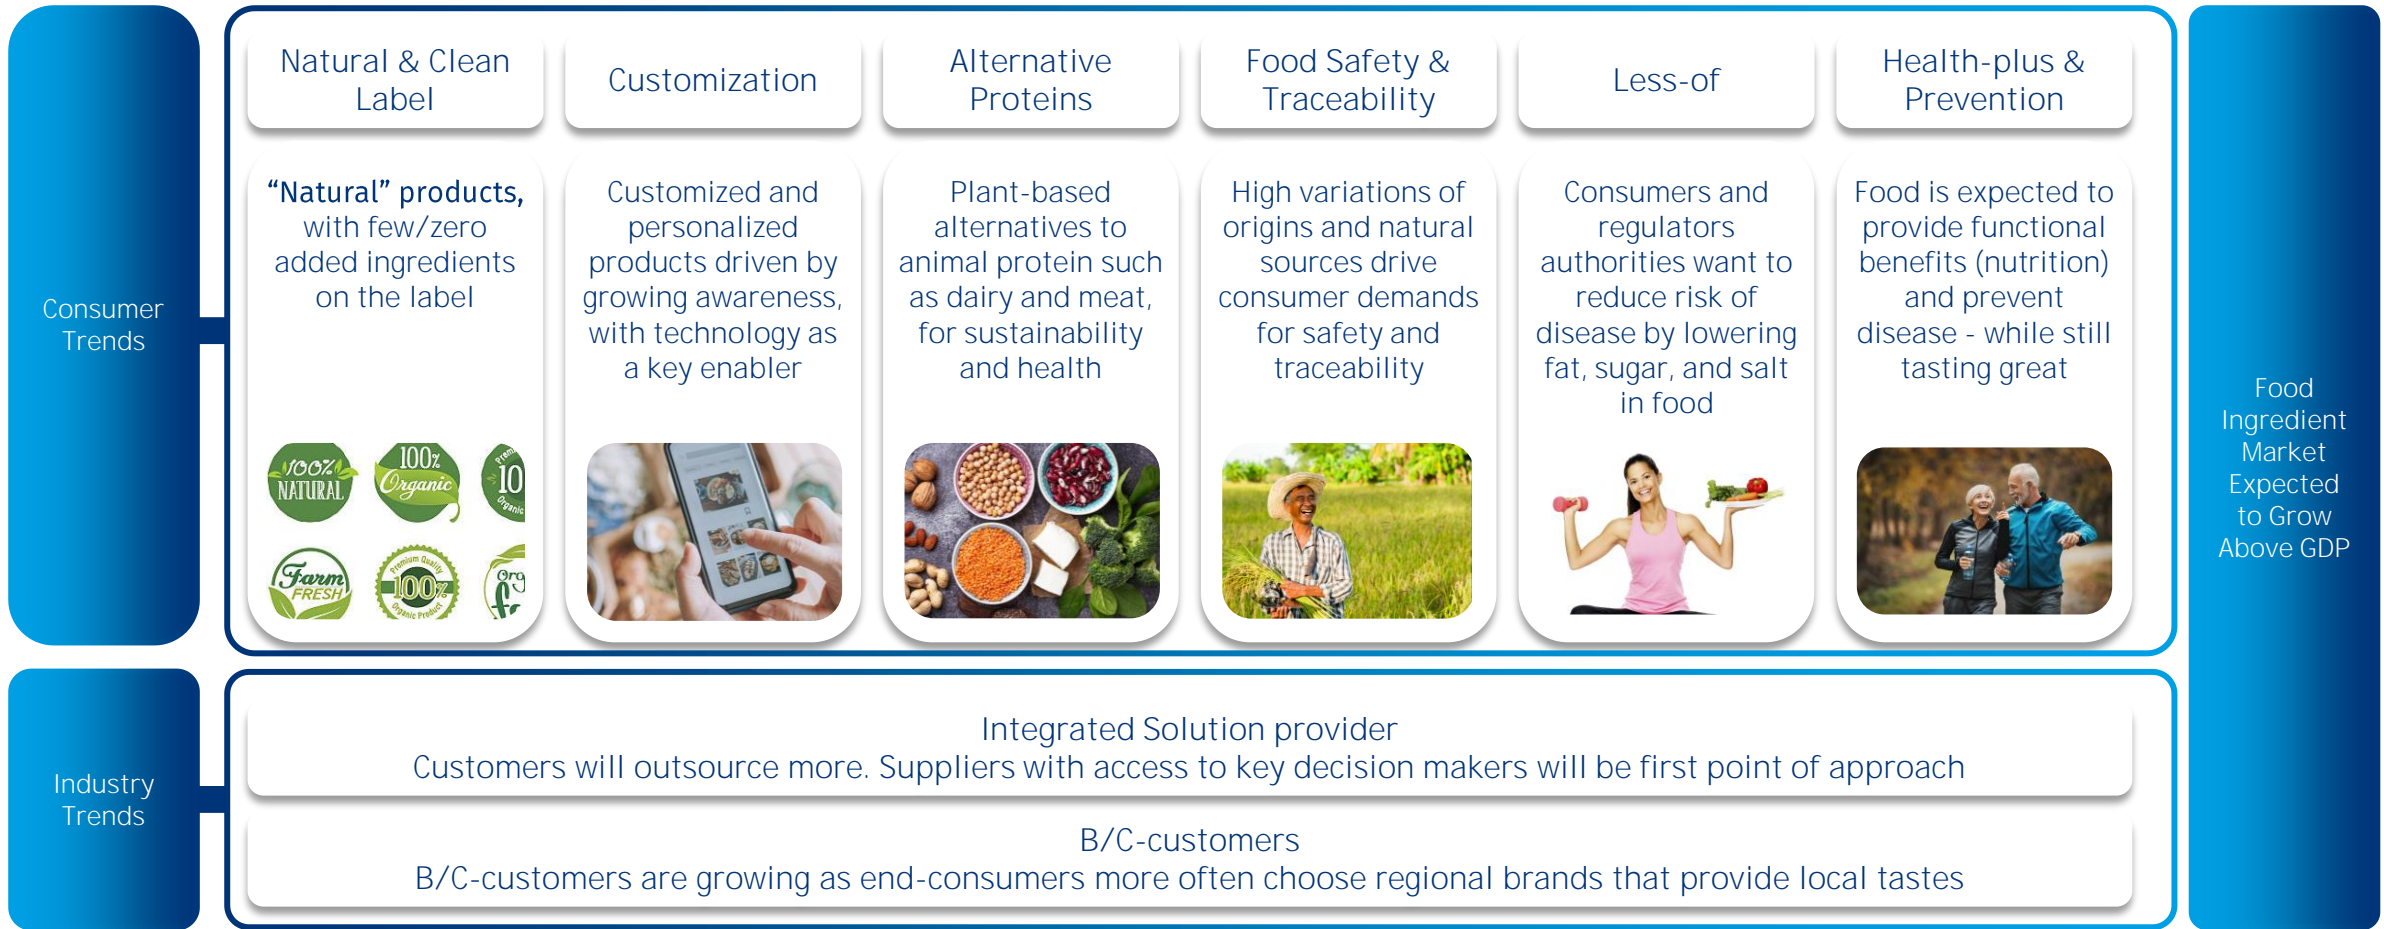 Consumer
Trends
Natural & Clean
Label
Customization
Alternative
Proteins
Food Safety &
Traceability
Less-of
Health-plus &
Prevention
“Natural” products,
with few/zero
added ingredients
on the label
Customized and
personalized
products driven by
growing awareness,
with technology as
a key enabler
Plant-based
alternatives to
animal protein such
as dairy and meat,
for sustainability
and health
High variations of
origins and natural
sources drive
consumer demands
for safety and
traceability
Consumers and
regulators
authorities want to
reduce risk of
disease by lowering
fat, sugar, and salt
in food
Food is expected to
provide functional
benefits (nutrition)
and prevent
disease - while still
tasting great
100%
NATURAL
100%
Organic
Prem
10
Organic
Farm
FRESH
Premium Quality
100%
Organic Product
Org
Industry
Trends
Integrated Solution provider
Customers will outsource more. Suppliers with access to key decision makers will be first point of approach
B/C-customers
B/C-customers are growing as end-consumers more often choose regional brands that provide local tastes
Food
Ingredient
Market
Expected
to Grow
Above GDP